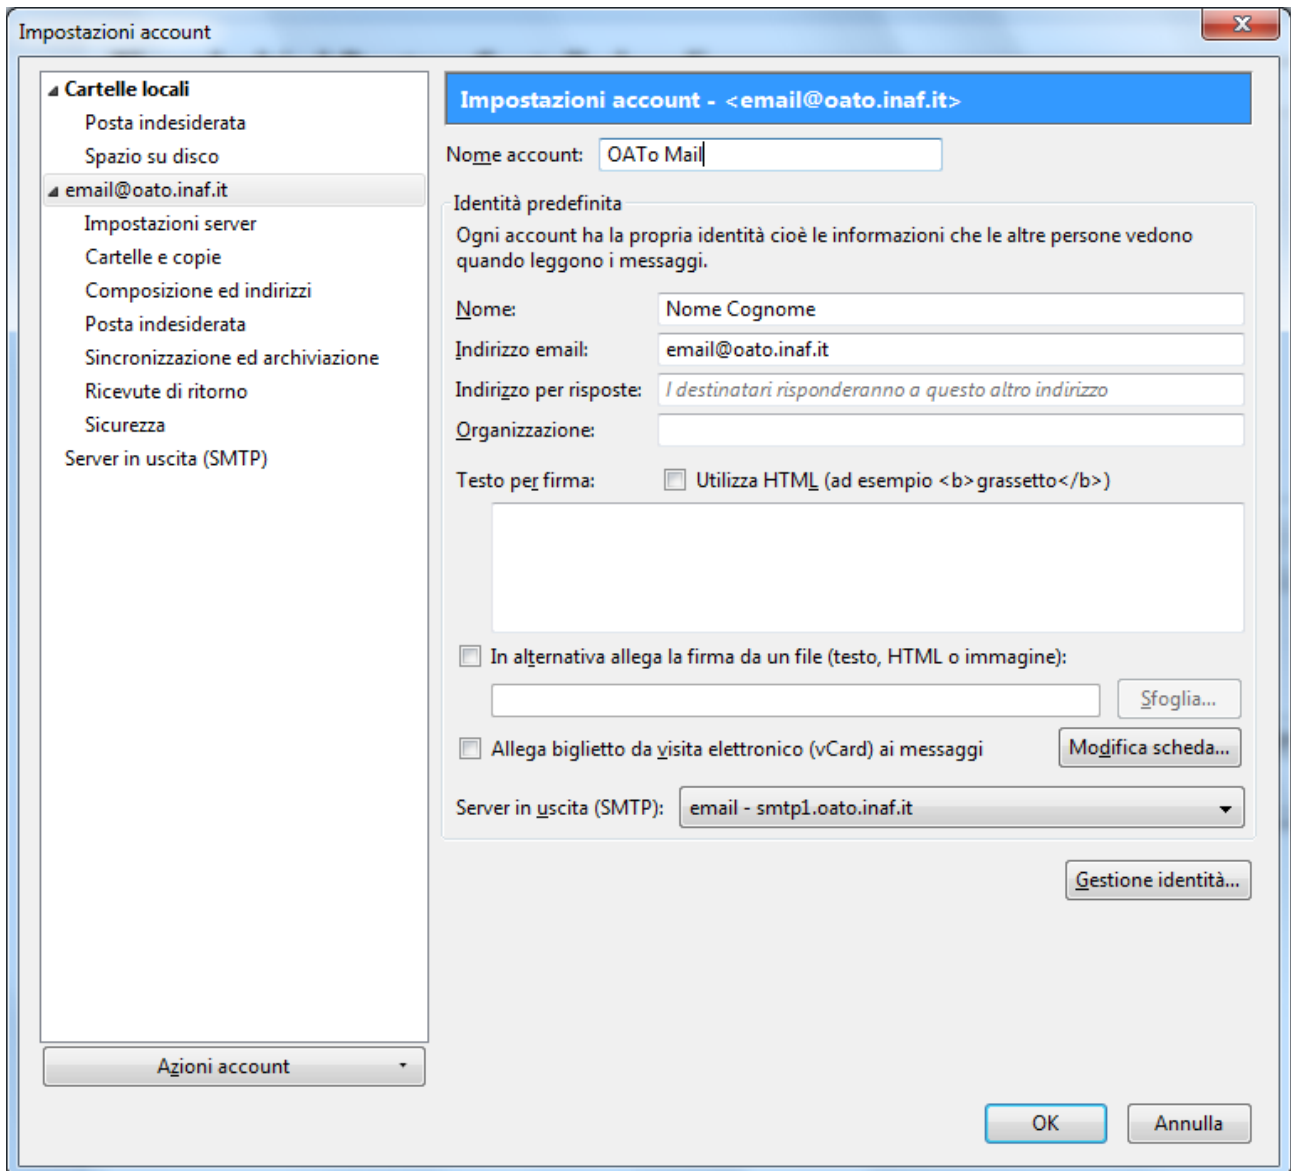 Impostazioni account
Cartelle locali
Posta indesiderata
Spazio su disco
email@oato.inaf.it
Impostazioni server
Cartelle e copie
Composizione ed indirizzi
Posta indesiderata
Sincronizzazione ed archiviazione
Ricevute di ritorno
Sicurezza
Server in uscita (SMTP)
Azioni account
Impostazioni account - <email@oato.inaf.it>
Nome account: OATo Mail
Identità predefinita
Ogni account ha la propria identità cioè le informazioni che le altre persone vedono
quando leggono i messaggi.
Nome: Nome Cognome
Indirizzo email: email@oato.inaf.it
Indirizzo per risposte: I destinatari risponderanno a questo altro indirizzo
Organizzazione:
Testo per firma: Utilizza HTML (ad esempio <b>grassetto</b>)
In alternativa allega la firma da un file (testo, HTML o immagine):
Sfoglia...
Allega biglietto da visita elettronico (vCard) ai messaggi Modifica scheda...
Server in uscita (SMTP): email - smtp1.oato.inaf.it
Gestione identità...
OK Annulla